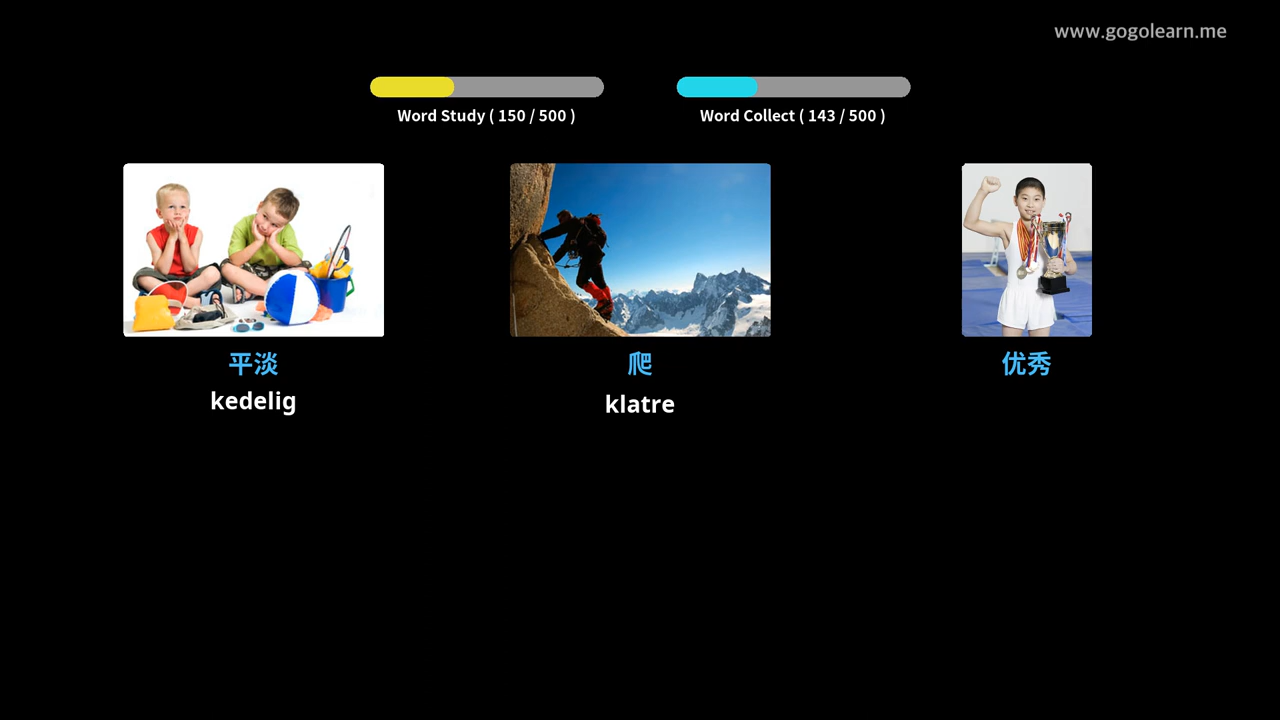 www.gogolearn.me
Word Study ( 150 / 500 )
Word Collect ( 143 / 500 )
平淡
爬
优秀
kedelig
klatre